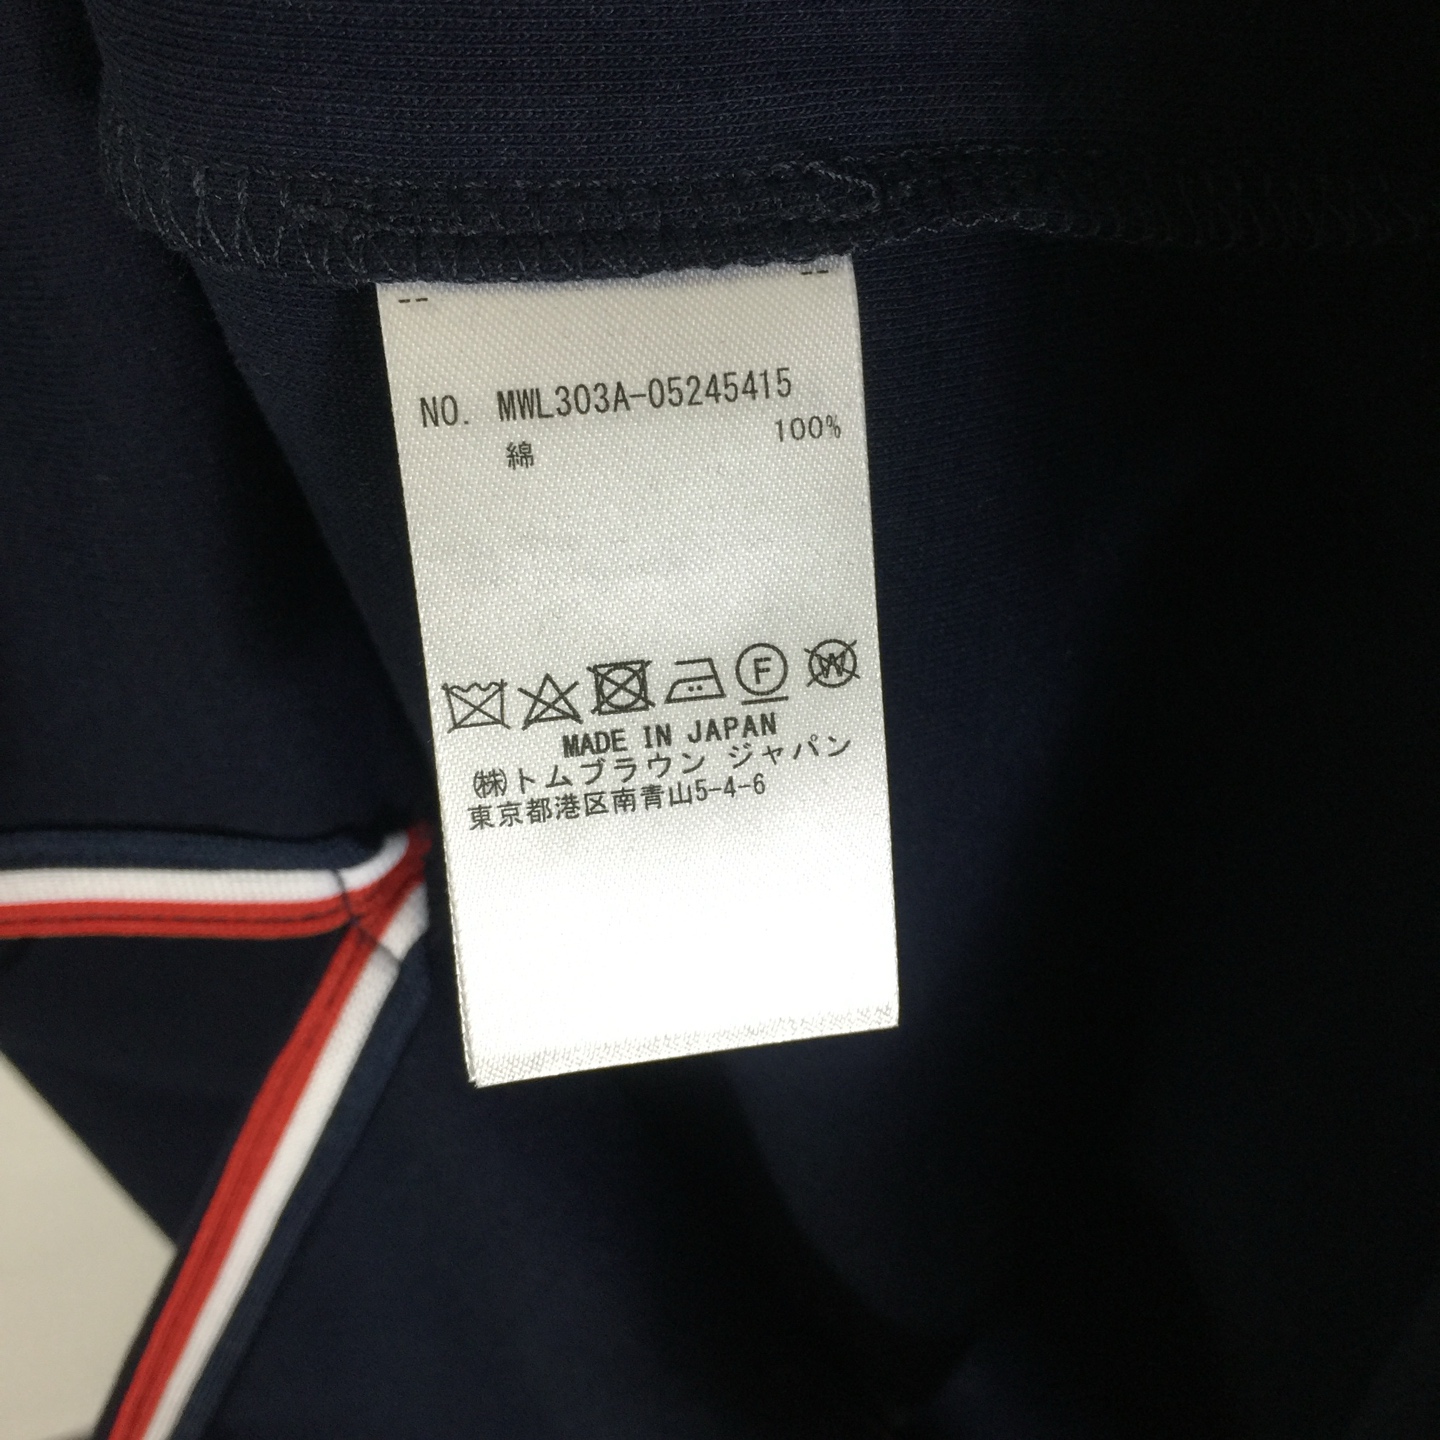 NO. MWL303A-05245415
綿 100%
F W
MADE IN JAPAN
㈱トムブラウン ジャパン
東京都港区南青山5-4-6